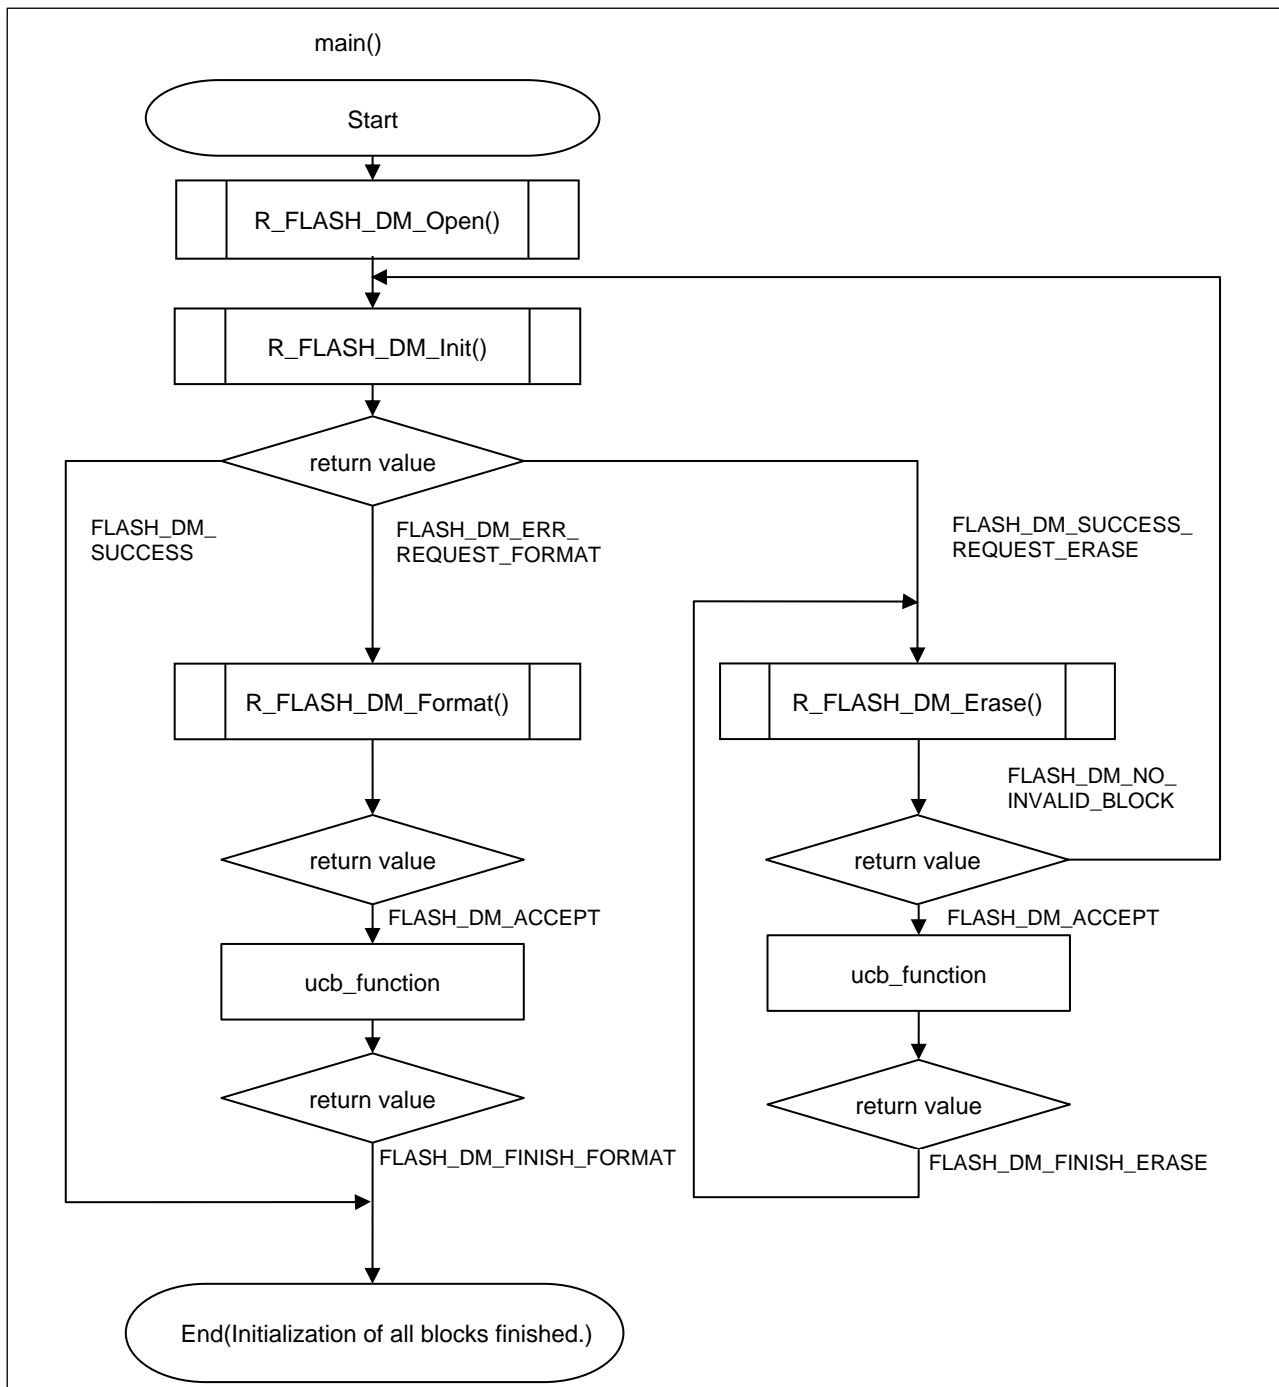 main()
Start
R_FLASH_DM_Open()
R_FLASH_DM_Init()
return value
FLASH_DM_
SUCCESS
FLASH_DM_ERR_
REQUEST_FORMAT
FLASH_DM_SUCCESS_
REQUEST_ERASE
R_FLASH_DM_Format()
R_FLASH_DM_Erase()
FLASH_DM_NO_
INVALID_BLOCK
return value
return value
FLASH_DM_ACCEPT
FLASH_DM_ACCEPT
ucb_function
ucb_function
return value
return value
FLASH_DM_FINISH_FORMAT
FLASH_DM_FINISH_ERASE
End(Initialization of all blocks finished.)